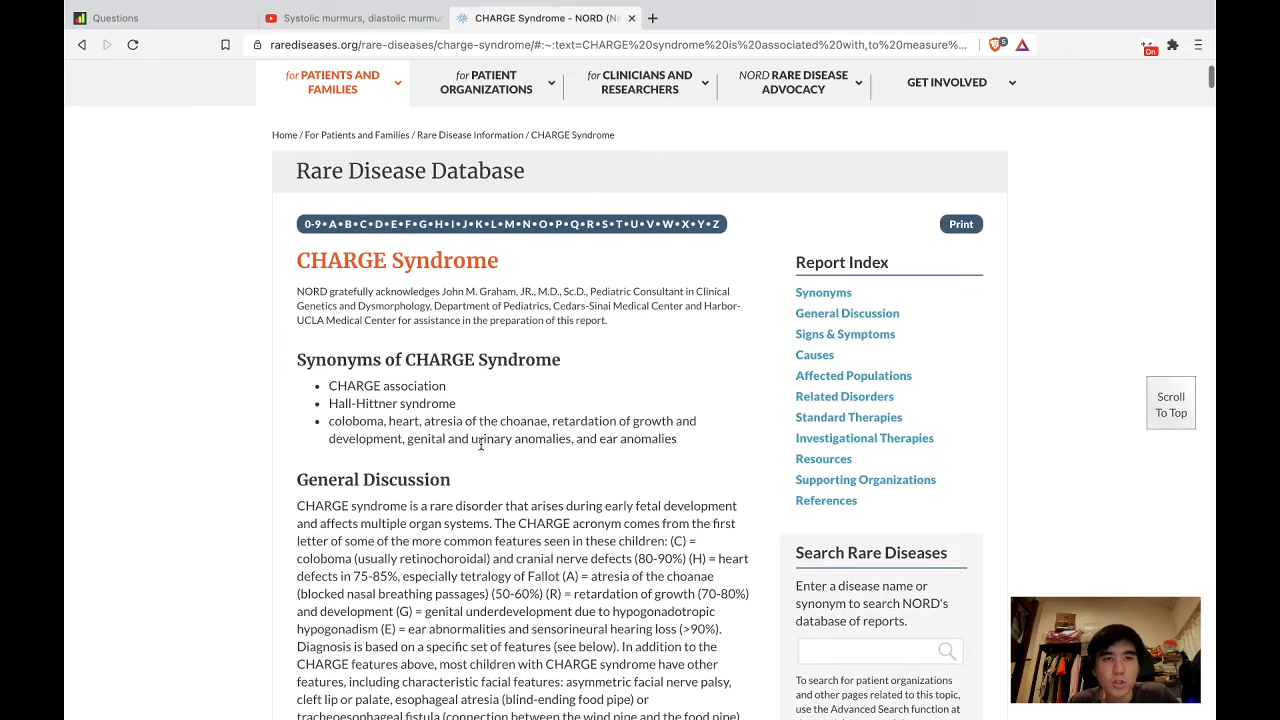 Questions
Systolic murmurs, diastolic murmur
CHARGE Syndrome - NORD (Na
rarediseases.org/rare-diseases/charge-syndrome/#:~:text=CHARGE%20syndrome%20is%20associated%20with,to%20measure%...
6
On
for PATIENTS AND FAMILIES
for PATIENT ORGANIZATIONS
for CLINICIANS AND RESEARCHERS
NORD RARE DISEASE ADVOCACY
GET INVOLVED
Home / For Patients and Families / Rare Disease Information / CHARGE Syndrome
Rare Disease Database
0-9 • A • B • C • D • E • F • G • H • I • J • K • L • M • N • O • P • Q • R • S • T • U • V • W • X • Y • Z
Print
CHARGE Syndrome
NORD gratefully acknowledges John M. Graham, JR., M.D., Sc.D., Pediatric Consultant in Clinical
Genetics and Dysmorphology, Department of Pediatrics, Cedars-Sinai Medical Center and Harbor-
UCLA Medical Center for assistance in the preparation of this report.
Synonyms of CHARGE Syndrome
• CHARGE association
• Hall-Hittner syndrome
• coloboma, heart, atresia of the choanae, retardation of growth and
development, genital and urinary anomalies, and ear anomalies
General Discussion
CHARGE syndrome is a rare disorder that arises during early fetal development
and affects multiple organ systems. The CHARGE acronym comes from the first
letter of some of the more common features seen in these children: (C) =
coloboma (usually retinochoroidal) and cranial nerve defects (80-90%) (H) = heart
defects in 75-85%, especially tetralogy of Fallot (A) = atresia of the choanae
(blocked nasal breathing passages) (50-60%) (R) = retardation of growth (70-80%)
and development (G) = genital underdevelopment due to hypogonadotropic
hypogonadism (E) = ear abnormalities and sensorineural hearing loss (>90%).
Diagnosis is based on a specific set of features (see below). In addition to the
CHARGE features above, most children with CHARGE syndrome have other
features, including characteristic facial features: asymmetric facial nerve palsy,
cleft lip or palate, esophageal atresia (blind-ending food pipe) or
tracheoesophageal fistula (connection between the wind pipe and the food pipe)
Report Index
Synonyms
General Discussion
Signs & Symptoms
Causes
Affected Populations
Related Disorders
Standard Therapies
Investigational Therapies
Resources
Supporting Organizations
References
Search Rare Diseases
Enter a disease name or
synonym to search NORD's
database of reports.
To search for patient organizations
and other pages related to this topic,
use the Advanced Search function at
Scroll
To Top